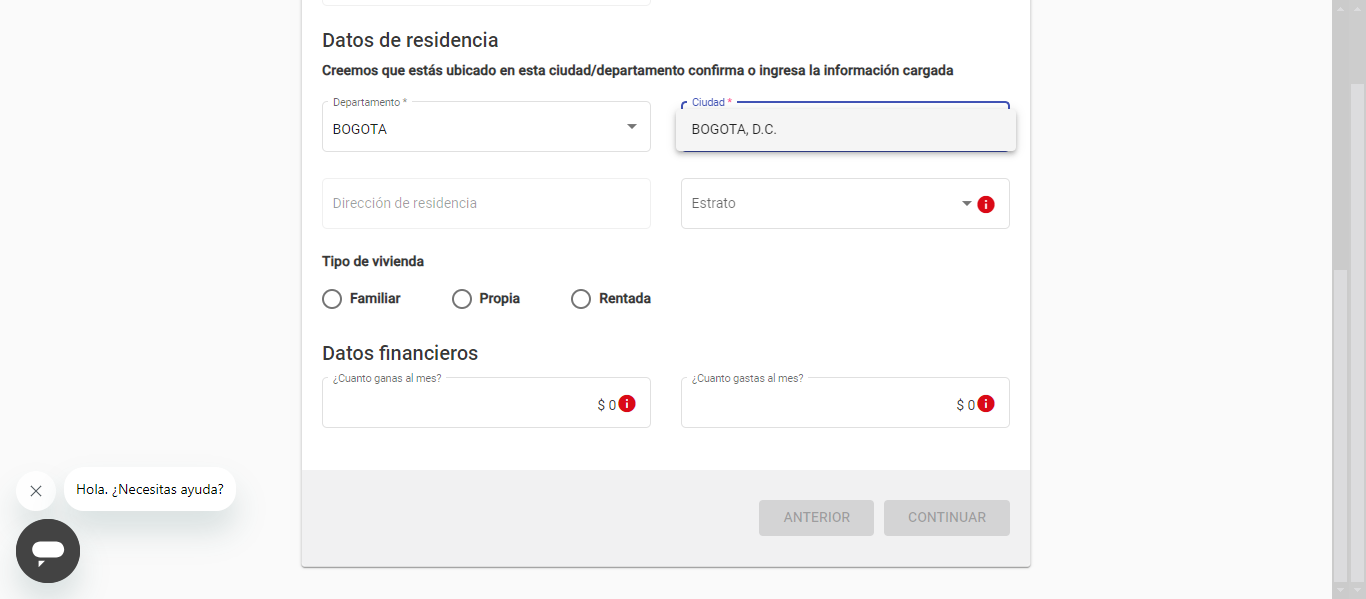 Datos de residencia
Creemos que estás ubicado en esta ciudad/departamento confirma o ingresa la información cargada
Departamento *
BOGOTA
Ciudad *
BOGOTA, D.C.
Dirección de residencia
Estrato
Tipo de vivienda
Familiar
Propia
Rentada
Datos financieros
¿Cuanto ganas al mes?
$ 0
¿Cuanto gastas al mes?
$ 0
Hola. ¿Necesitas ayuda?
ANTERIOR
CONTINUAR